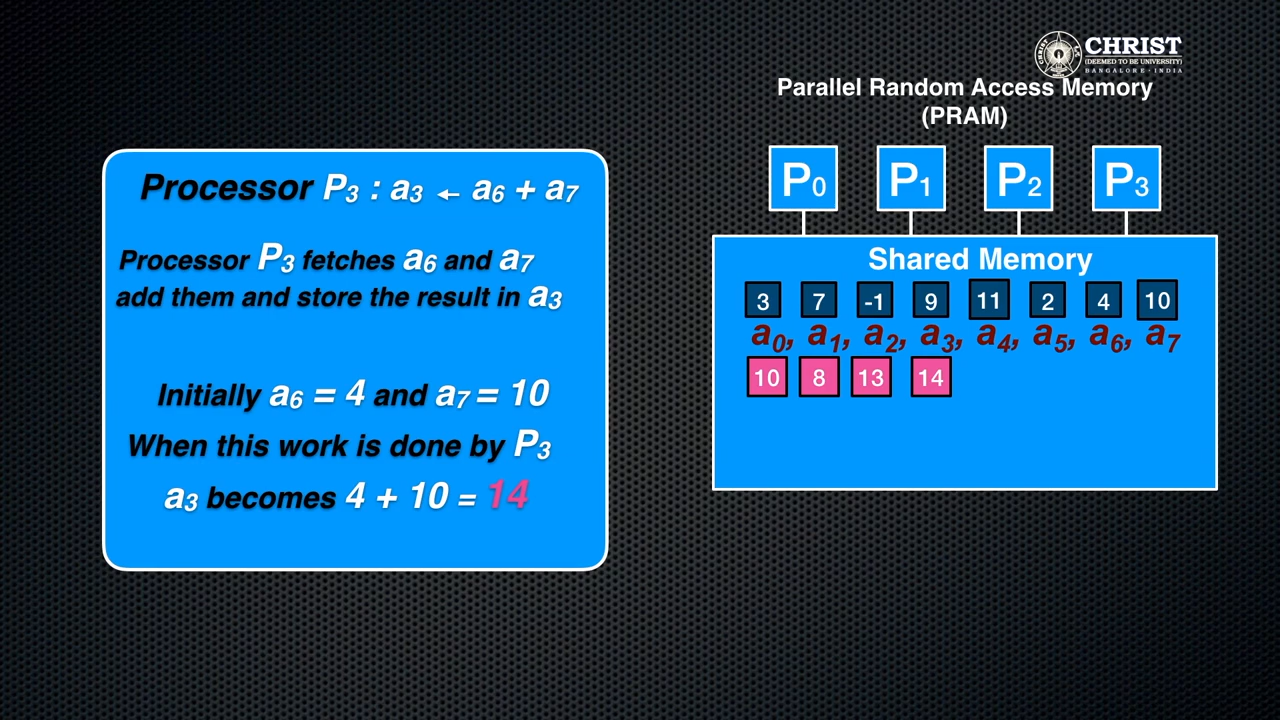 CHRIST
(DEEMED TO BE UNIVERSITY)
BANGALORE · INDIA
Parallel Random Access Memory
(PRAM)
P0 P1 P2 P3
Processor P3 : a3 ← a6 + a7
Processor P3 fetches a6 and a7
add them and store the result in a3
Initially a6 = 4 and a7 = 10
When this work is done by P3
a3 becomes 4 + 10 = 14
Shared Memory
3 7 -1 9 11 2 4 10
a0, a1, a2, a3, a4, a5, a6, a7
10 8 13 14